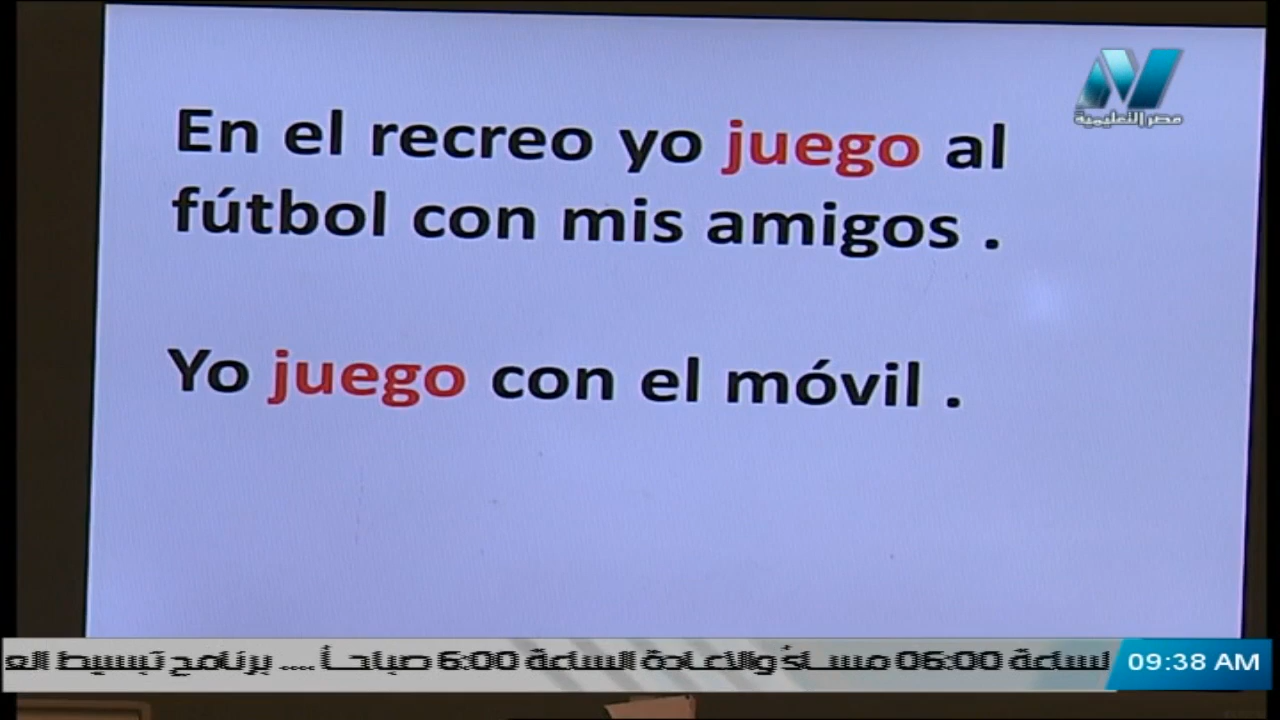 En el recreo yo juego al
fútbol con mis amigos .
Yo juego con el móvil .
مصر التعليمية
لساعة 06:00 مساءً والاعادة الساعة 6:00 صباحاً .... برنامج تبسيط
09:38 AM